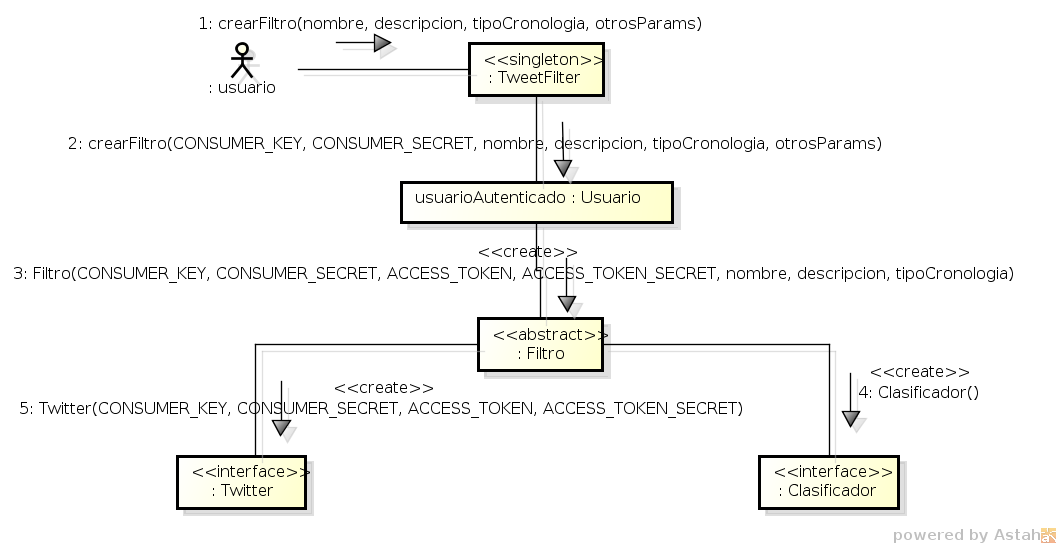 1: crearFiltro(nombre, descripcion, tipoCronologia, otrosParams)
<<singleton>>
: TweetFilter
: usuario
2: crearFiltro(CONSUMER_KEY, CONSUMER_SECRET, nombre, descripcion, tipoCronologia, otrosParams)
usuarioAutenticado : Usuario
<<create>>
3: Filtro(CONSUMER_KEY, CONSUMER_SECRET, ACCESS_TOKEN, ACCESS_TOKEN_SECRET, nombre, descripcion, tipoCronologia)
<<abstract>>
: Filtro
<<create>>
4: Clasificador()
<<create>>
5: Twitter(CONSUMER_KEY, CONSUMER_SECRET, ACCESS_TOKEN, ACCESS_TOKEN_SECRET)
<<interface>>
: Twitter
<<interface>>
: Clasificador
powered by Astah